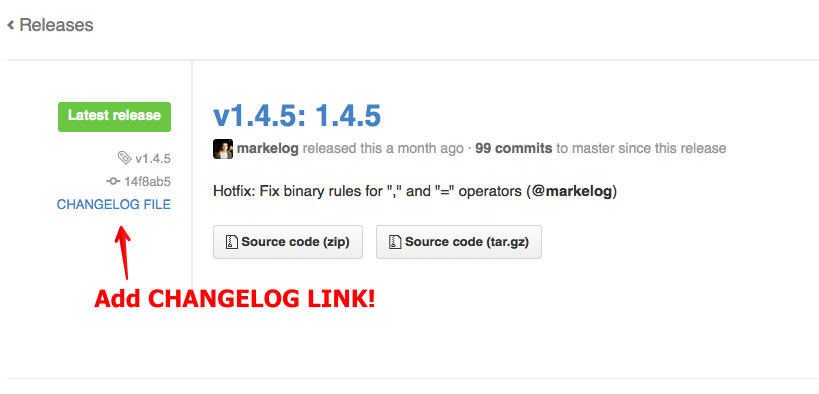 Releases
Latest release
v1.4.5
14f8ab5
CHANGELOG FILE
v1.4.5: 1.4.5
markelog released this a month ago · 99 commits to master since this release
Hotfix: Fix binary rules for "," and "=" operators (@markelog)
Source code (zip)
Source code (tar.gz)
Add CHANGELOG LINK!